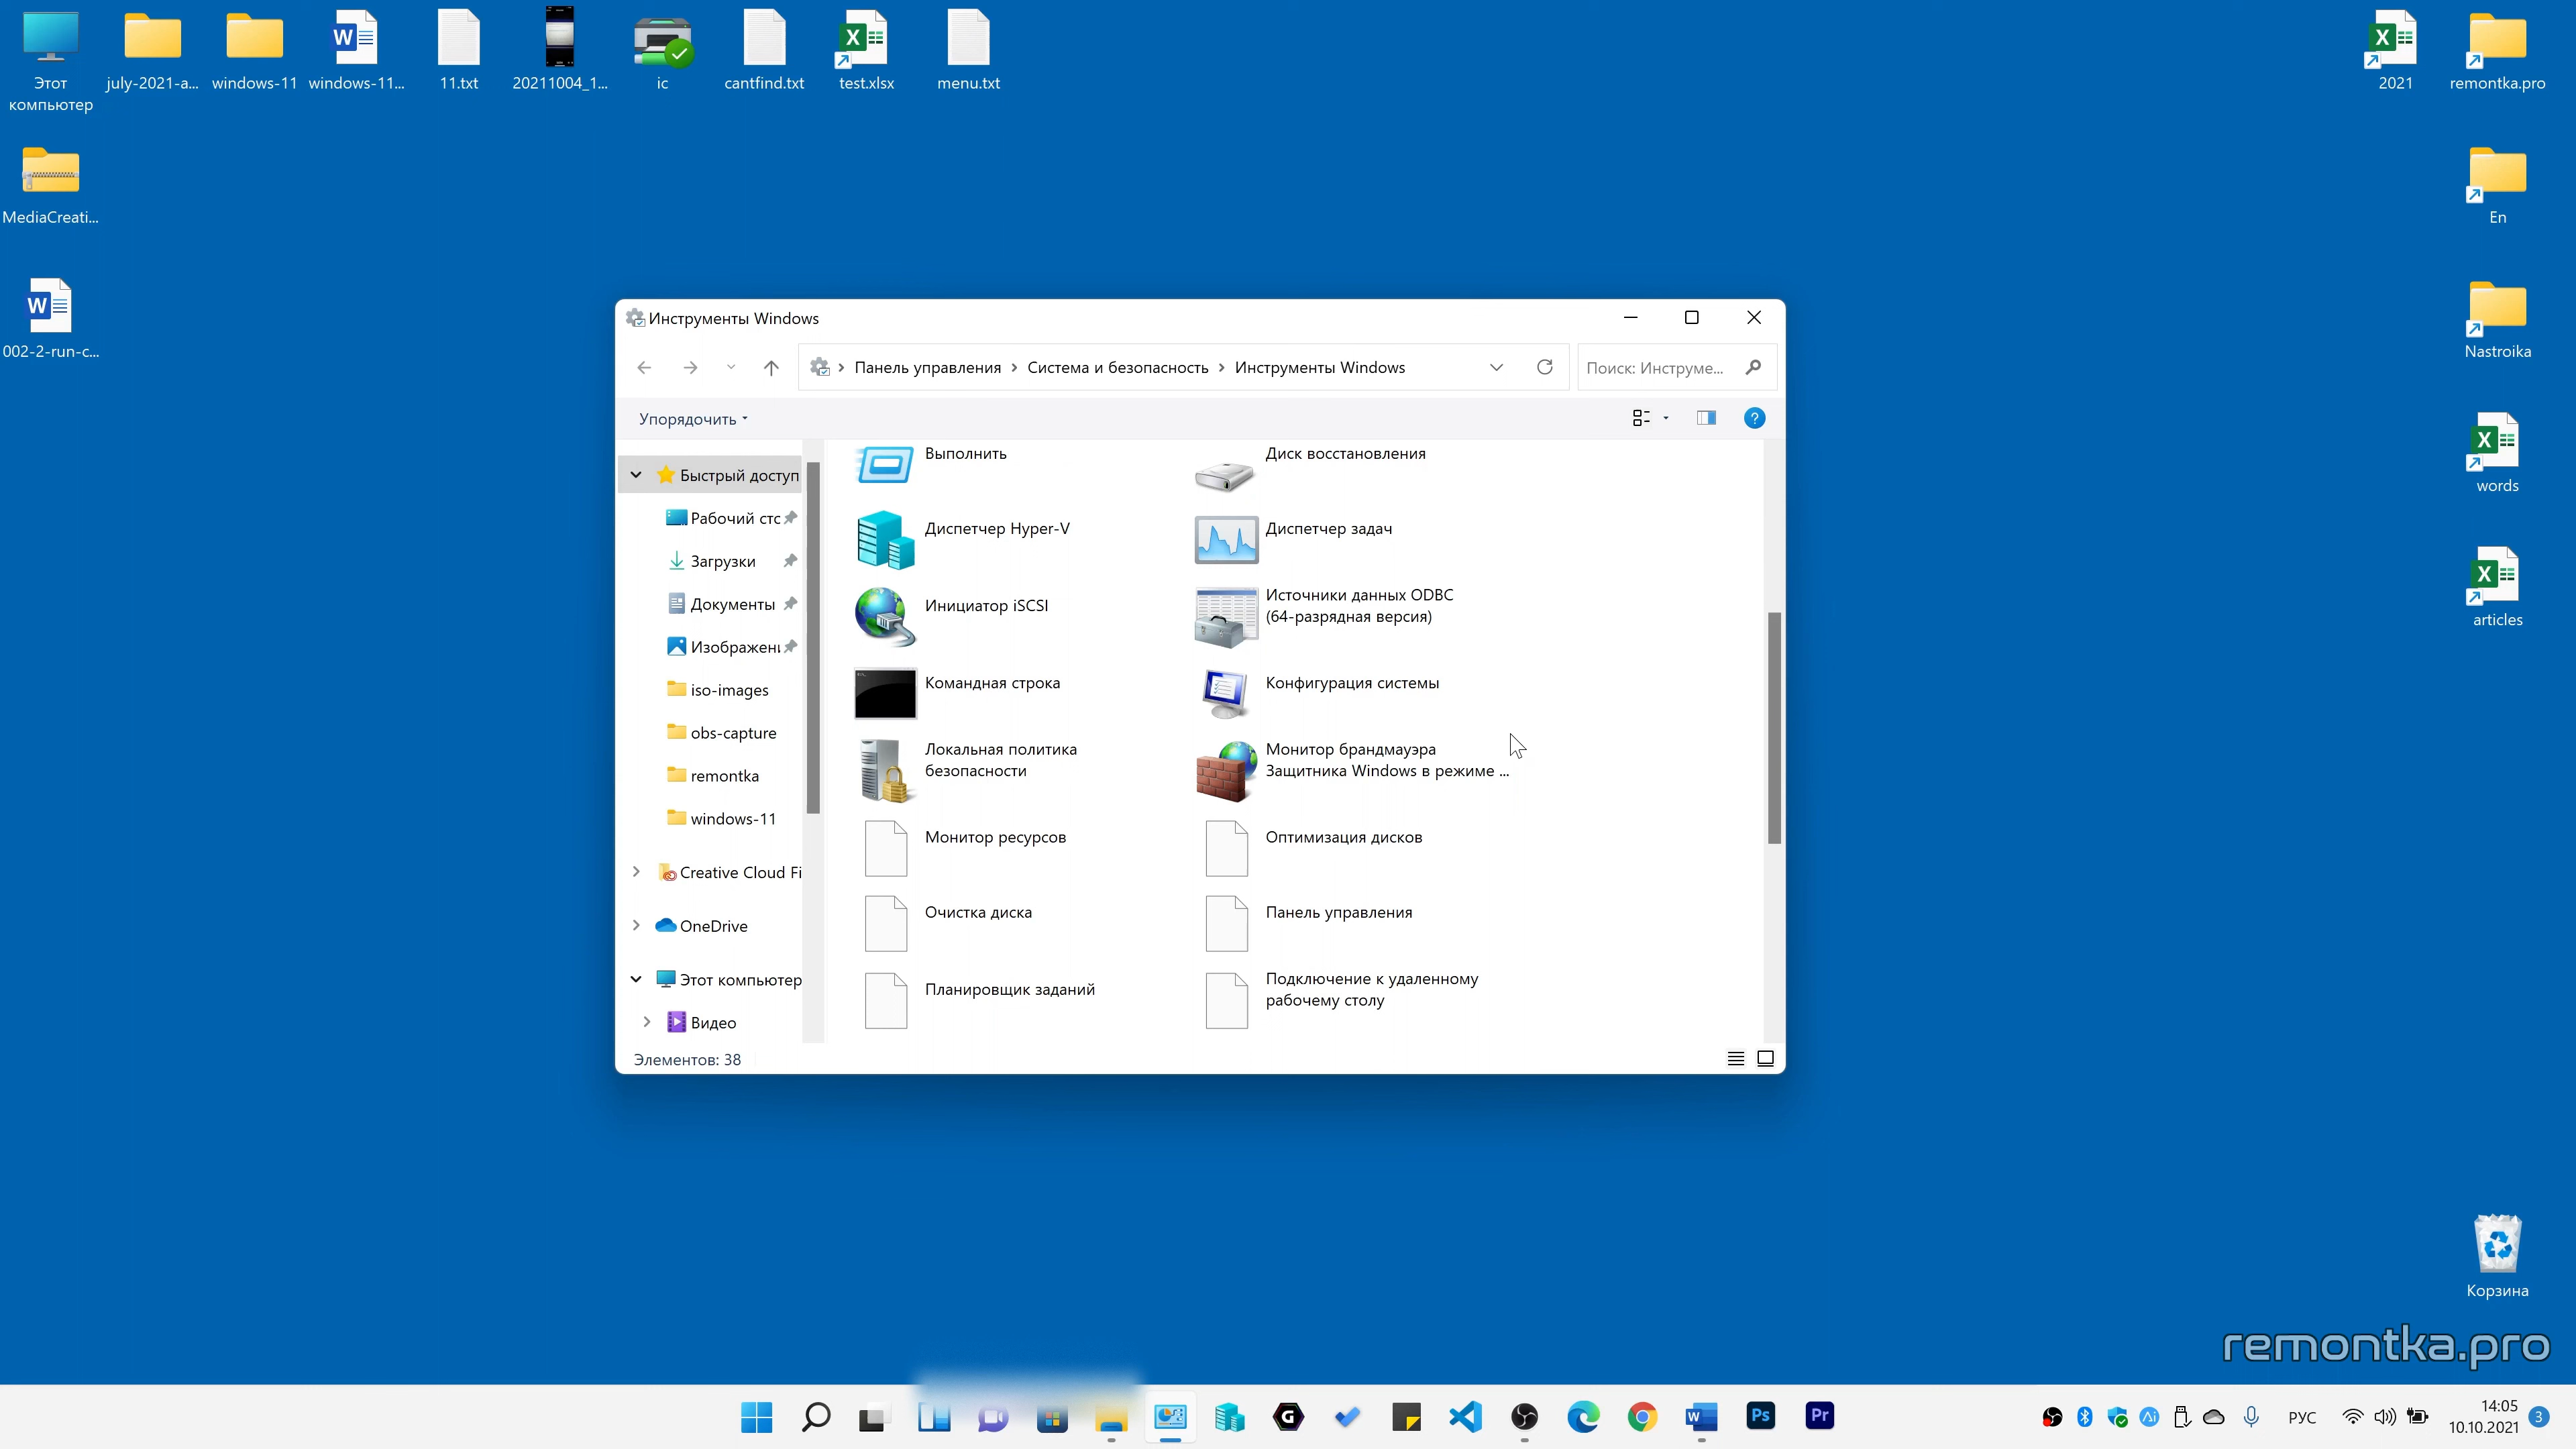 Этот
компьютер
july-2021-a...
windows-11
windows-11...
11.txt
20211004_1...
ic
cantfind.txt
test.xlsx
menu.txt
2021
remontka.pro
MediaCreati...
En
002-2-run-c...
Nastroika
words
articles
Инструменты Windows
Панель управления
Система и безопасность
Инструменты Windows
Поиск: Инструме...
Упорядочить
Быстрый доступ
Рабочий стс
Загрузки
Документы
Изображени
iso-images
obs-capture
remontka
windows-11
Creative Cloud Fi
OneDrive
Этот компьютер
Видео
Выполнить
Диск восстановления
Диспетчер Hyper-V
Диспетчер задач
Инициатор iSCSI
Источники данных ODBC
(64-разрядная версия)
Командная строка
Конфигурация системы
Локальная политика
безопасности
Монитор брандмауэра
Защитника Windows в режиме ...
Монитор ресурсов
Оптимизация дисков
Очистка диска
Панель управления
Планировщик заданий
Подключение к удаленному
рабочему столу
Элементов: 38
Корзина
remontka.pro
Ps
Pr
РУС
14:05
10.10.2021
3